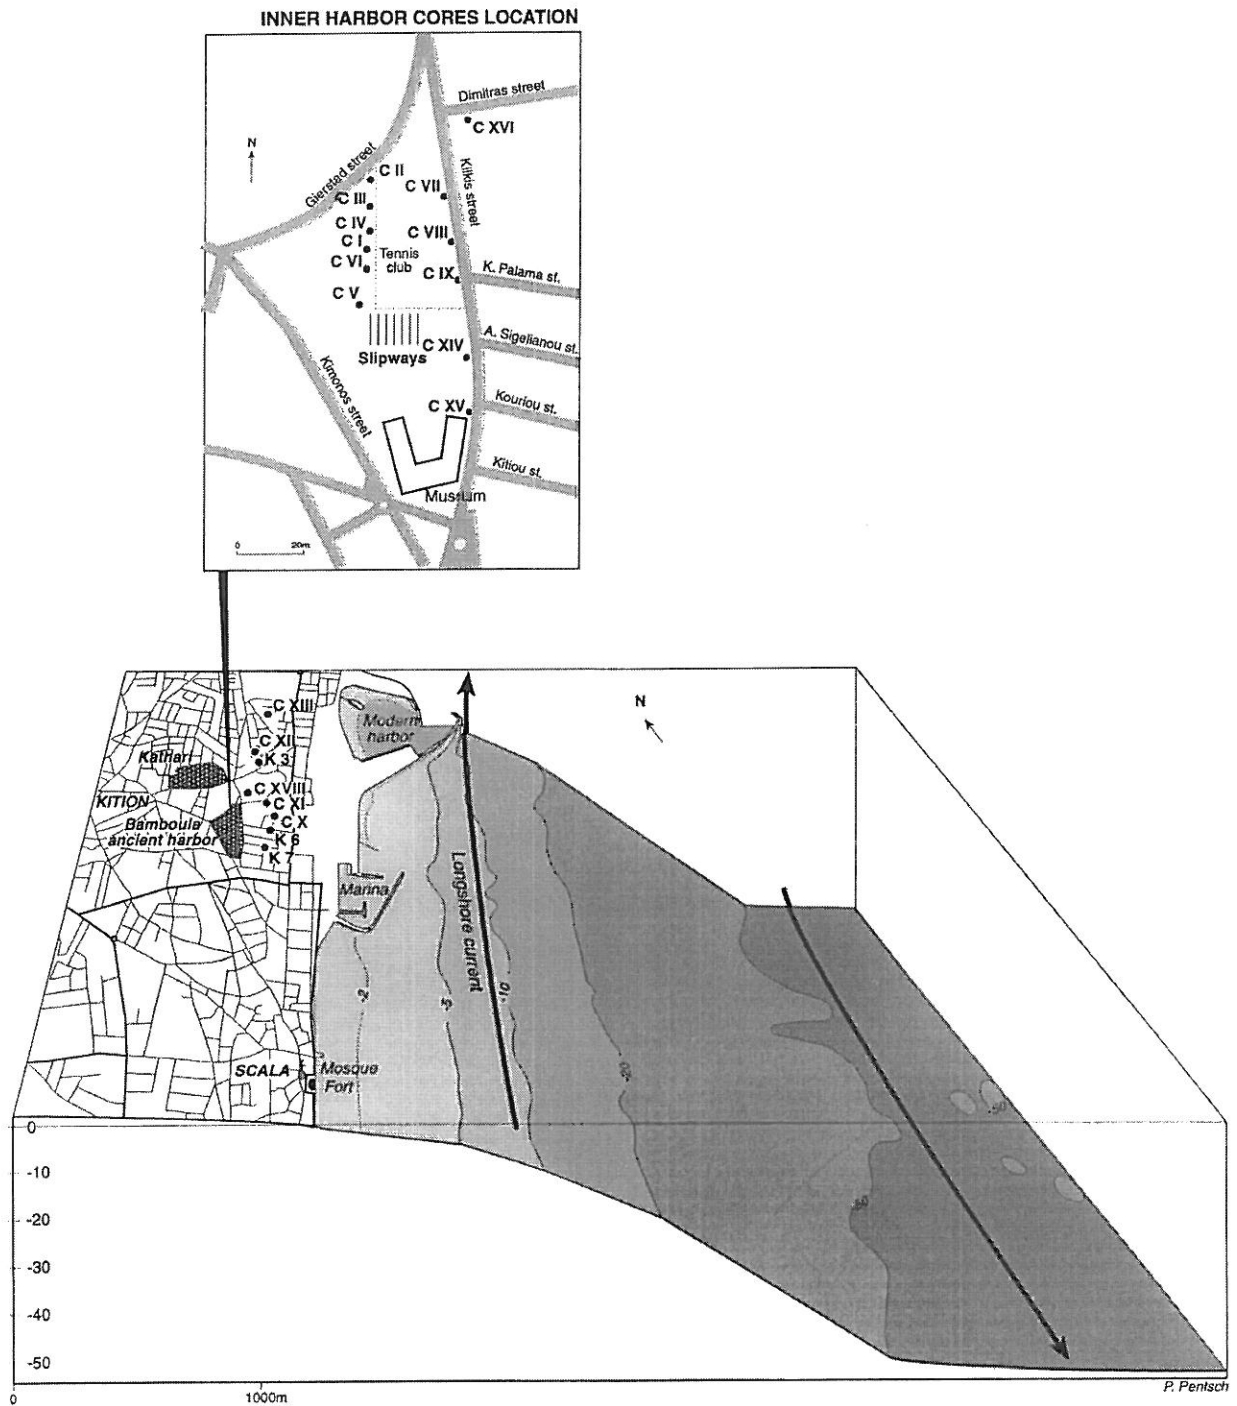 INNER HARBOR CORES LOCATION
Dimitras street
C XVI
N
Gierstad street
C II
Kilkis street
C VII
C III
C IV
C VIII
C I
Tennis
club
C VI
C IX
K. Palama st.
C V
A. Sigelianou st.
C XIV
Slipways
Kimonos street
C XV
Kouriou st.
Kitiou st.
Museum
0 20m
C XIII
N
Modern
harbor
C XII
Kathari
K 3
C XVIII
KITION
C XI
Bamboula
C X
ancient harbor
K 6
K 7
Longshore current
Marina
-2
-5
-10
-20
SCALA
Mosque
Fort
-50
0
-10
-20
-30
-40
-50
P. Pentsch
0
1000m